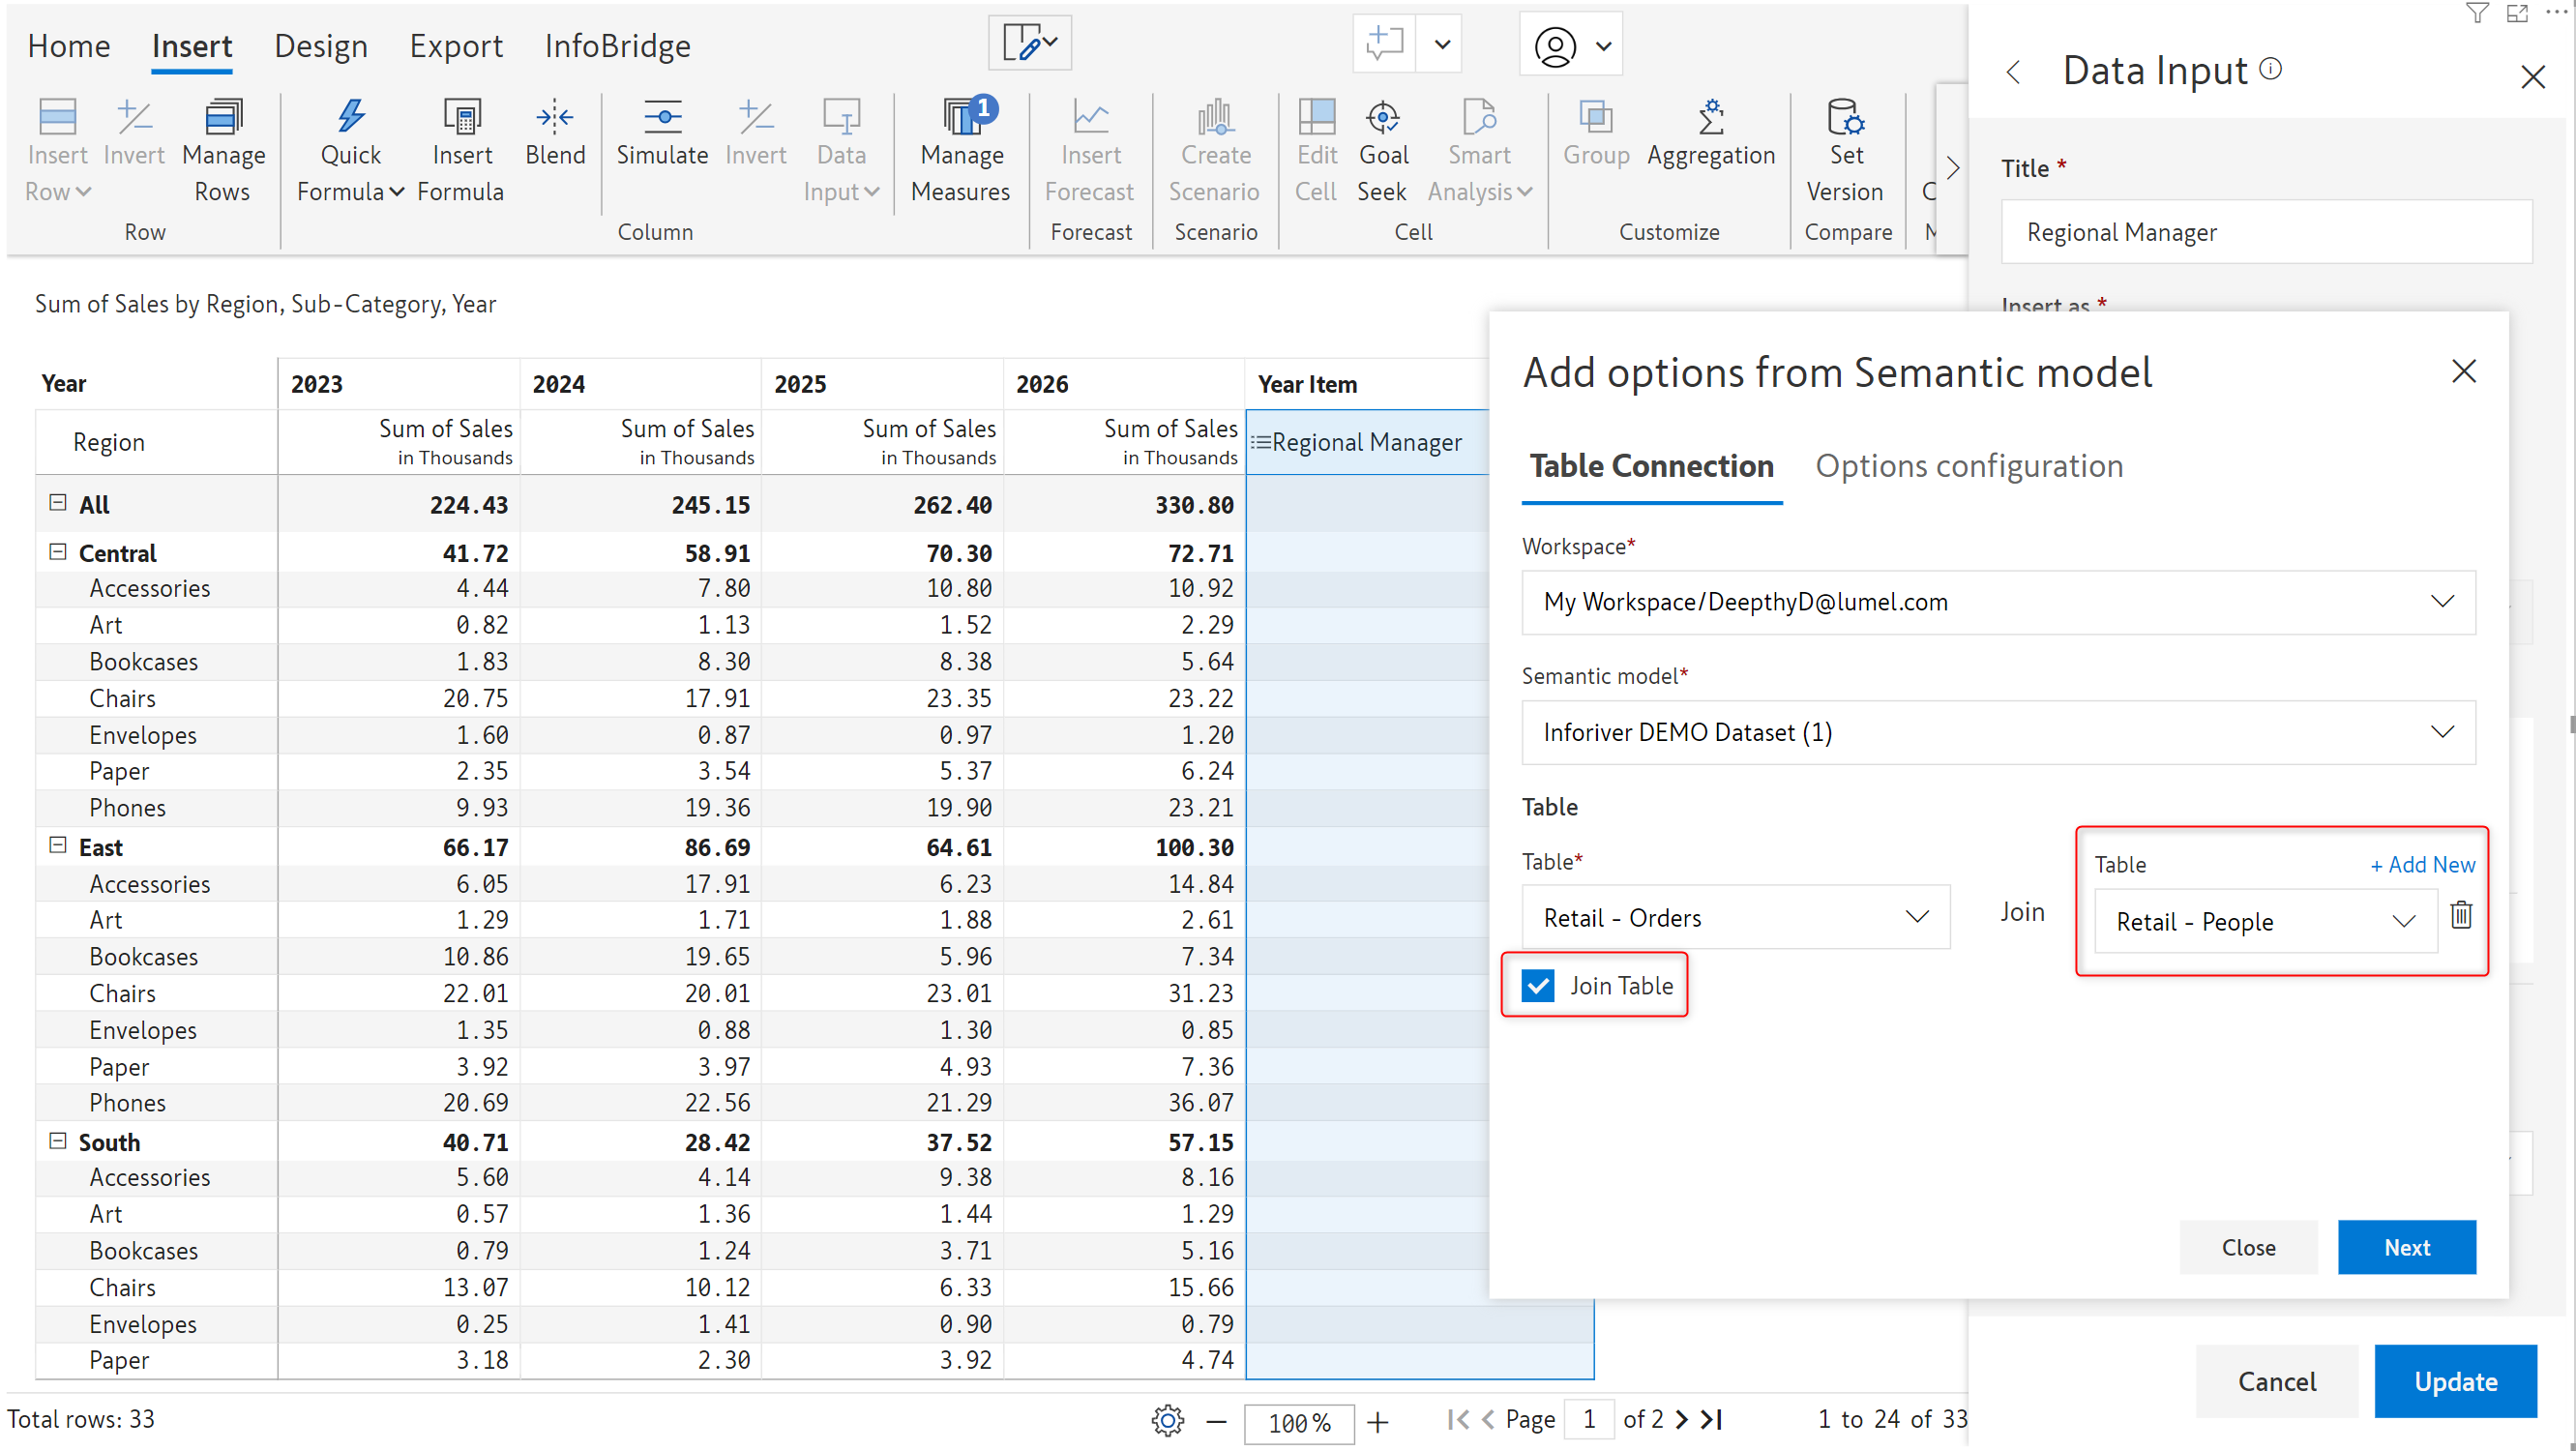 Home Insert Design Export InfoBridge
Insert Row
Invert
Manage Rows
Row
Quick Formula
Insert Formula
Blend
Simulate
Invert
Data Input
Column
Manage Measures
1
Insert Forecast
Forecast
Create Scenario
Scenario
Edit Cell
Goal Seek
Smart Analysis
Cell
Group
Aggregation
Customize
Set Version
Compare
Data Input
Title *
Regional Manager
Insert as *
Sum of Sales by Region, Sub-Category, Year
Year 2023 2024 2025 2026 Year Item
Region Sum of Sales in Thousands Sum of Sales in Thousands Sum of Sales in Thousands Sum of Sales in Thousands Regional Manager
All 224.43 245.15 262.40 330.80
Central 41.72 58.91 70.30 72.71
Accessories 4.44 7.80 10.80 10.92
Art 0.82 1.13 1.52 2.29
Bookcases 1.83 8.30 8.38 5.64
Chairs 20.75 17.91 23.35 23.22
Envelopes 1.60 0.87 0.97 1.20
Paper 2.35 3.54 5.37 6.24
Phones 9.93 19.36 19.90 23.21
East 66.17 86.69 64.61 100.30
Accessories 6.05 17.91 6.23 14.84
Art 1.29 1.71 1.88 2.61
Bookcases 10.86 19.65 5.96 7.34
Chairs 22.01 20.01 23.01 31.23
Envelopes 1.35 0.88 1.30 0.85
Paper 3.92 3.97 4.93 7.36
Phones 20.69 22.56 21.29 36.07
South 40.71 28.42 37.52 57.15
Accessories 5.60 4.14 9.38 8.16
Art 0.57 1.36 1.44 1.29
Bookcases 0.79 1.24 3.71 5.16
Chairs 13.07 10.12 6.33 15.66
Envelopes 0.25 1.41 0.90 0.79
Paper 3.18 2.30 3.92 4.74
Add options from Semantic model
Table Connection Options configuration
Workspace*
My Workspace/DeepthyD@lumel.com
Semantic model*
Inforiver DEMO Dataset (1)
Table
Table*
Retail - Orders
Join
Table + Add New
Retail - People
Join Table
Close Next
Cancel Update
Total rows: 33
100 %
Page 1 of 2
1 to 24 of 33